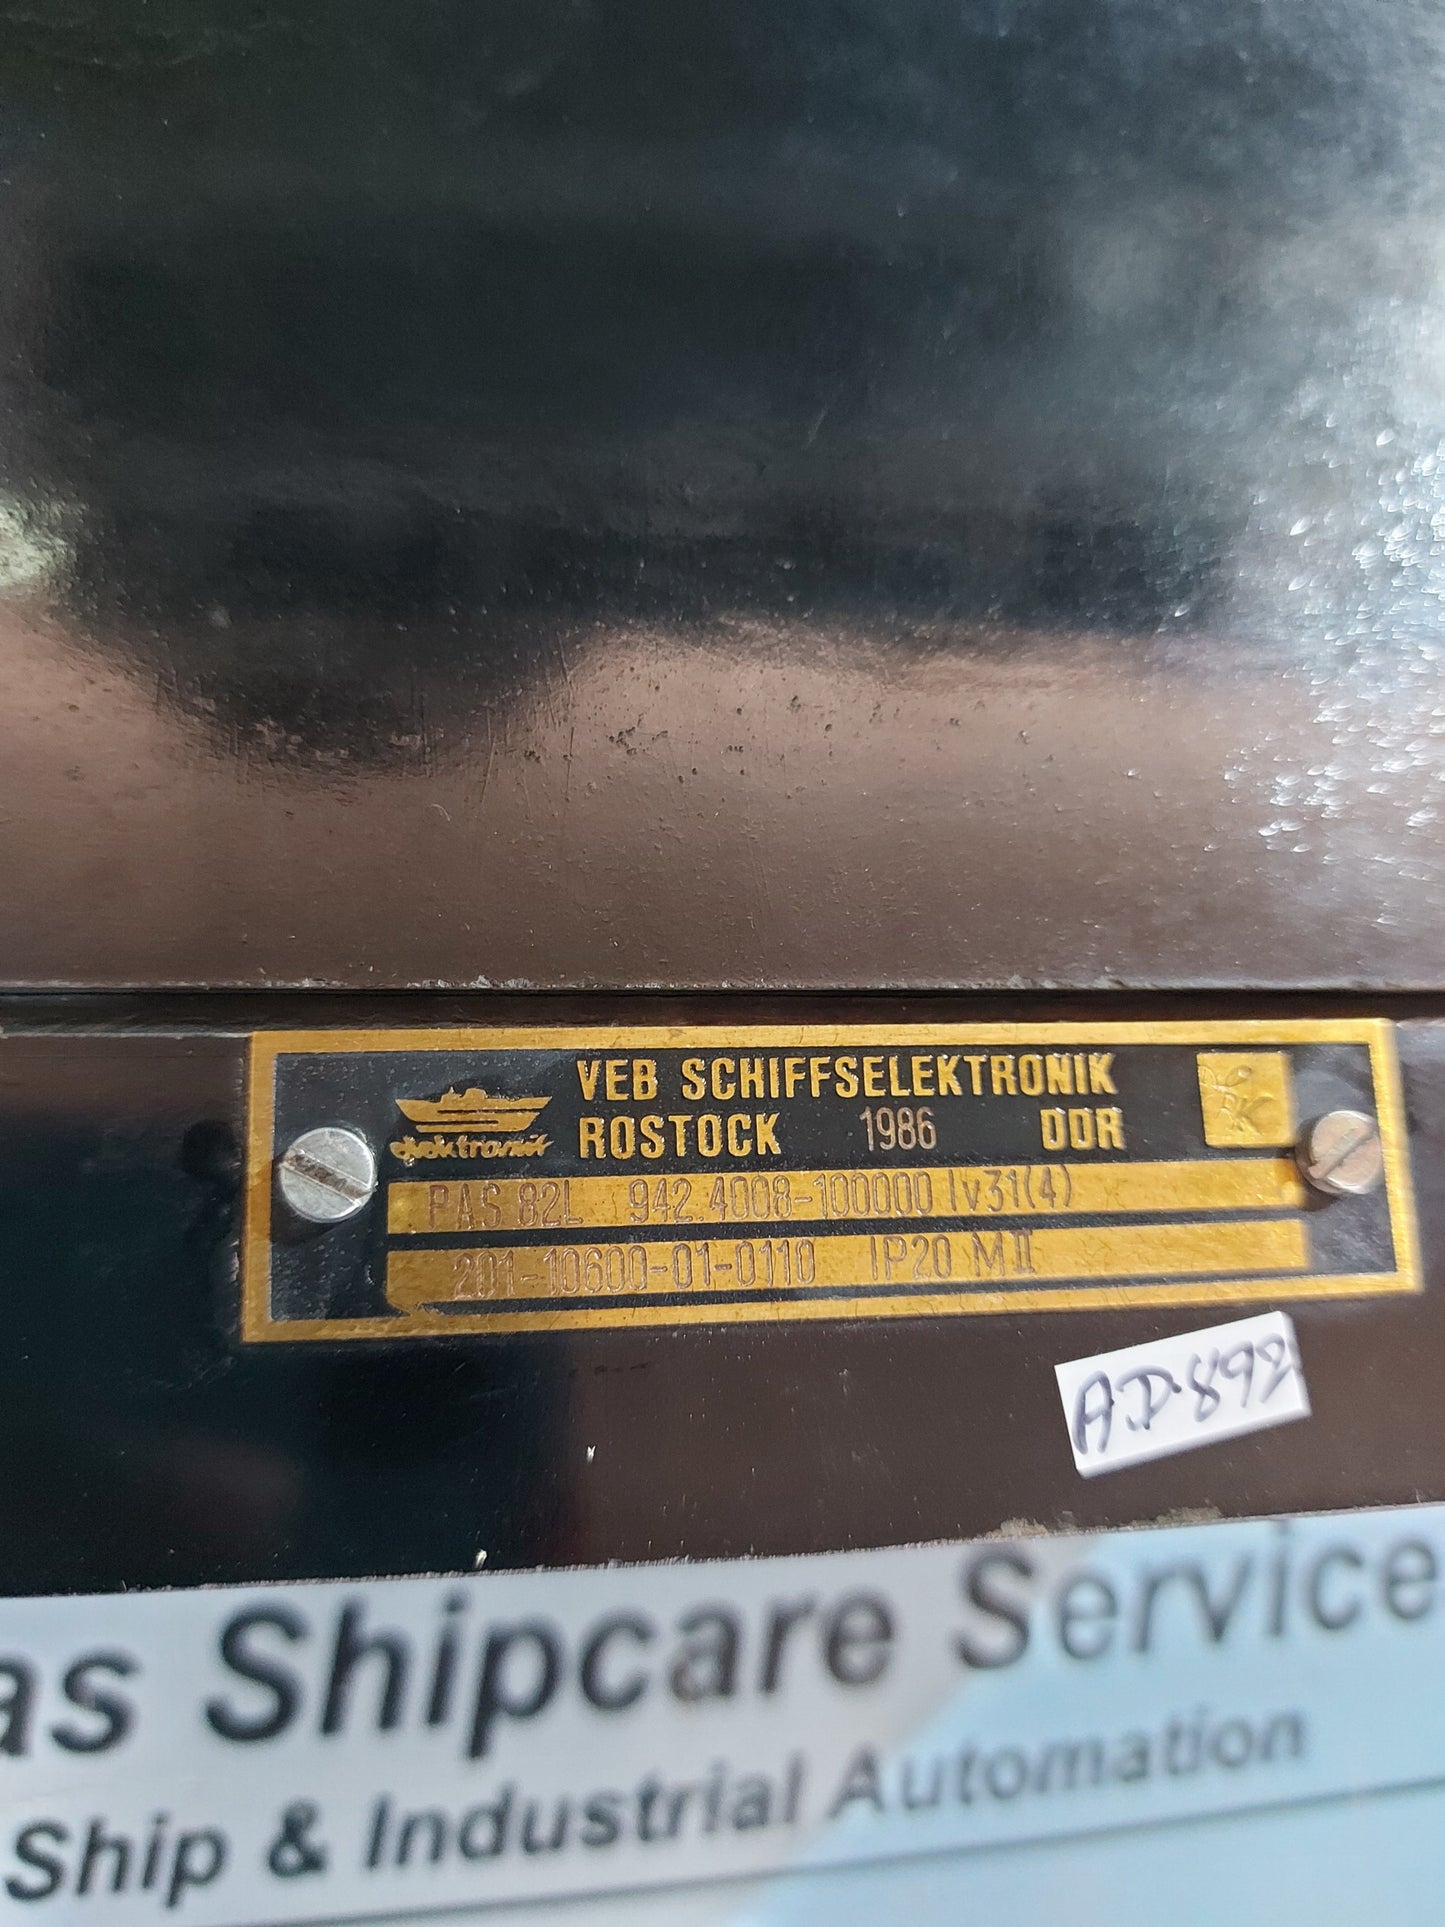 VEB SCHIFFSELEKTRONIK
ROSTOCK 1986 DDR
elektronik
PAS 82L 942.4008-100000 Iv31(4)
201-10600-01-0110 IP20 MII
A.D.892
as Shipcare Service
Ship & Industrial Automation